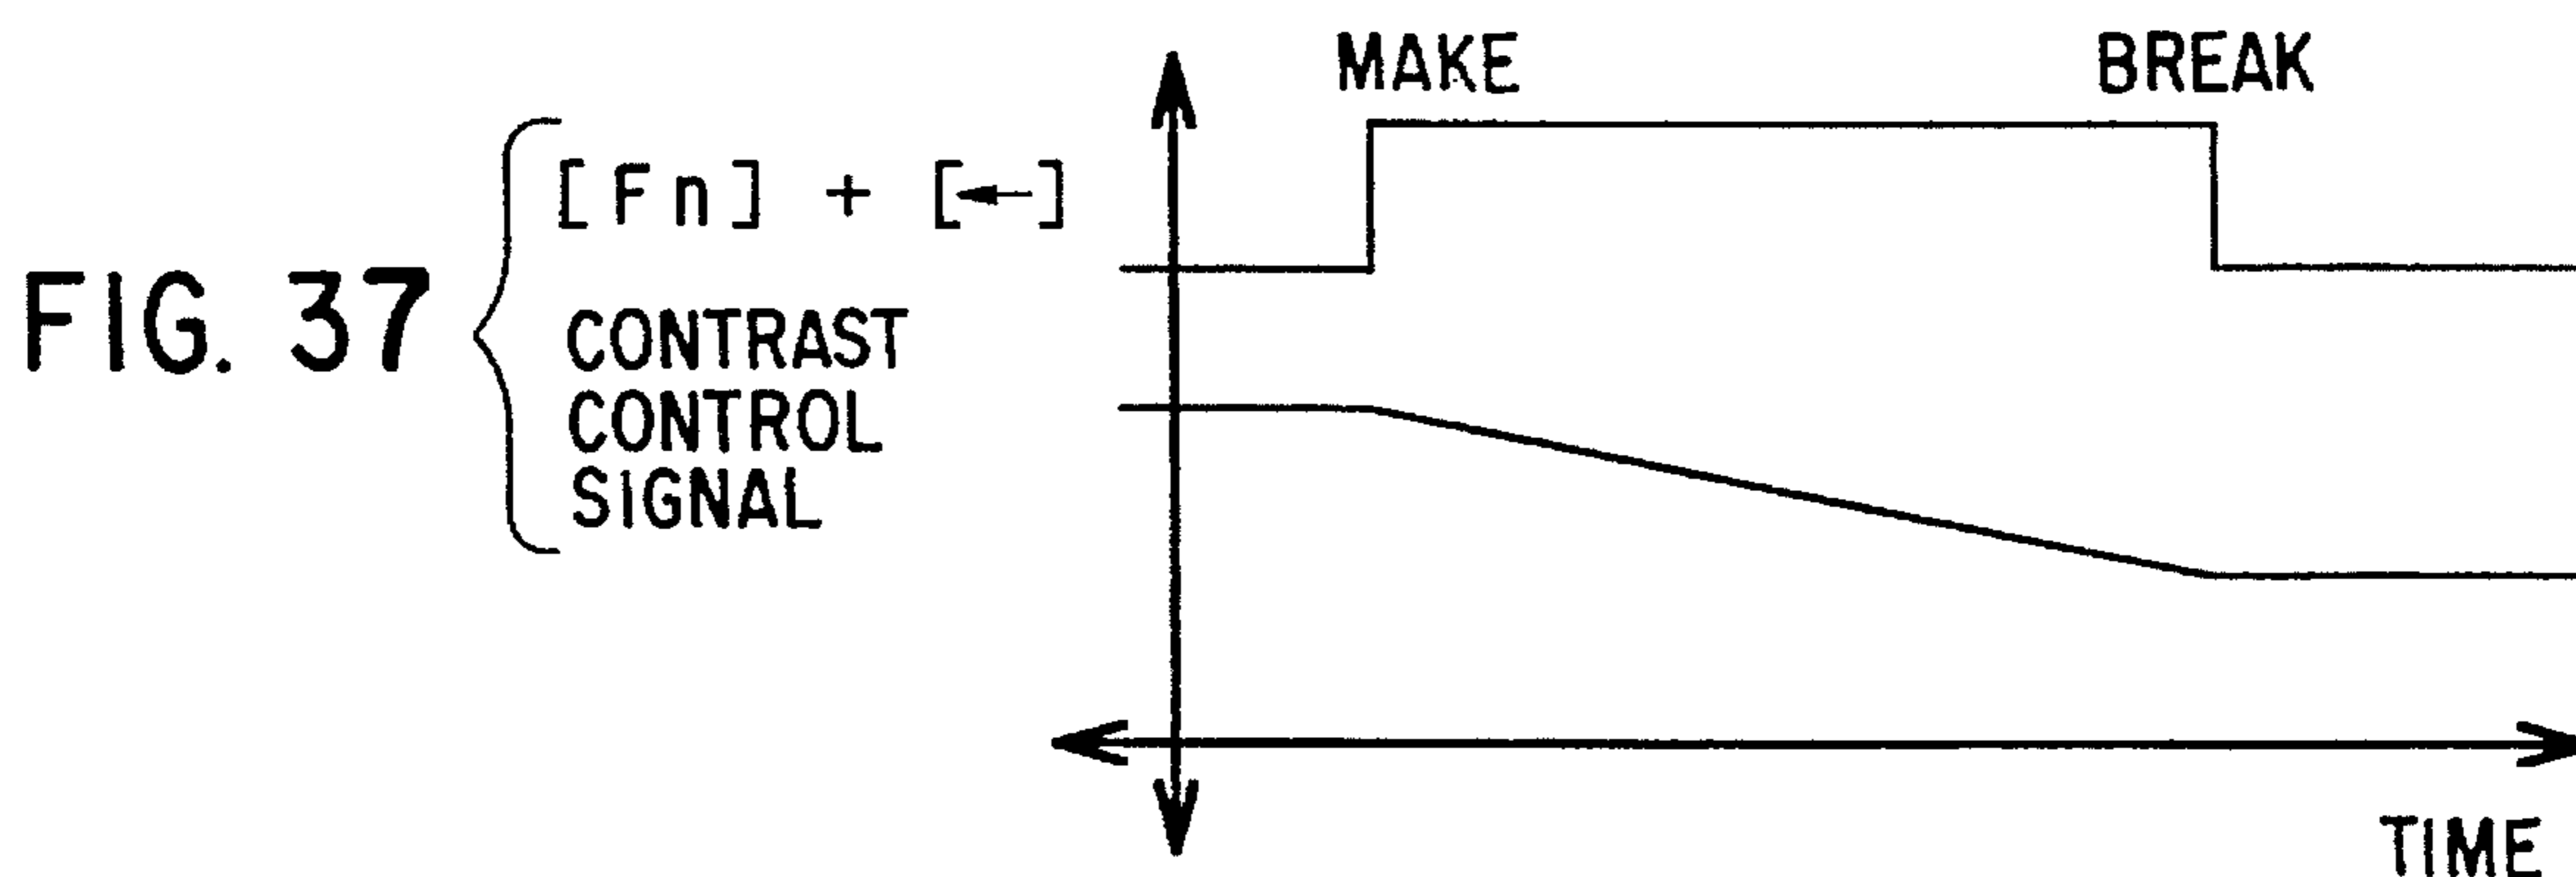 MAKE
BREAK
[Fn] + [←]
FIG. 37
CONTRAST
CONTROL
SIGNAL
TIME